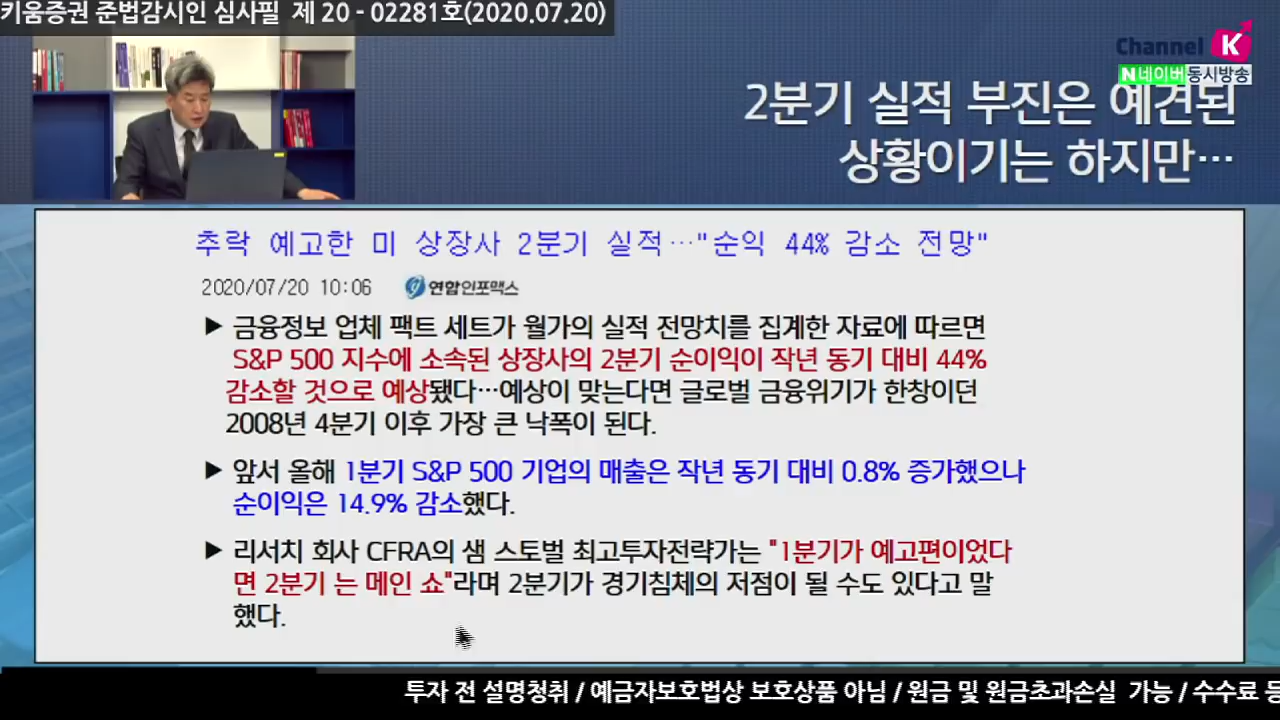 키움증권 준법감시인 심사필 제 20 - 02281호(2020.07.20)
Channel K
N네이버 동시방송
2분기 실적 부진은 예견된
상황이기는 하지만…
추락 예고한 미 상장사 2분기 실적…"순익 44% 감소 전망"
2020/07/20 10:06 연합인포맥스
▶ 금융정보 업체 팩트 세트가 월가의 실적 전망치를 집계한 자료에 따르면
S&P 500 지수에 소속된 상장사의 2분기 순이익이 작년 동기 대비 44%
감소할 것으로 예상됐다…예상이 맞는다면 글로벌 금융위기가 한창이던
2008년 4분기 이후 가장 큰 낙폭이 된다.
▶ 앞서 올해 1분기 S&P 500 기업의 매출은 작년 동기 대비 0.8% 증가했으나
순이익은 14.9% 감소했다.
▶ 리서치 회사 CFRA의 샘 스토벌 최고투자전략가는 "1분기가 예고편이었다
면 2분기 는 메인 쇼"라며 2분기가 경기침체의 저점이 될 수도 있다고 말
했다.
투자 전 설명청취 / 예금자보호법상 보호상품 아님 / 원금 및 원금초과손실 가능 / 수수료 등